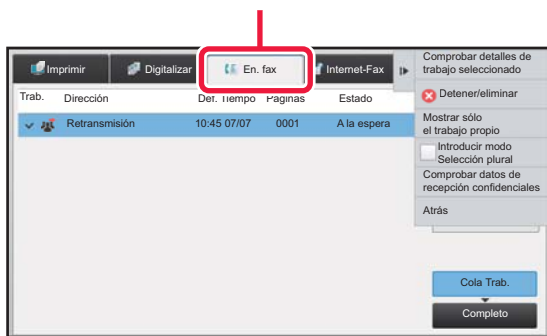 Imprimir
Digitalizar
En. fax
Internet-Fax
Trab.
Dirección
Def. Tiempo
Páginas
Estado
Retransmisión
10:45 07/07
0001
A la espera
Comprobar detalles de
trabajo seleccionado
Detener/eliminar
Mostrar sólo
el trabajo propio
Introducir modo
Selección plural
Comprobar datos de
recepción confidenciales
Atrás
Cola Trab.
Completo